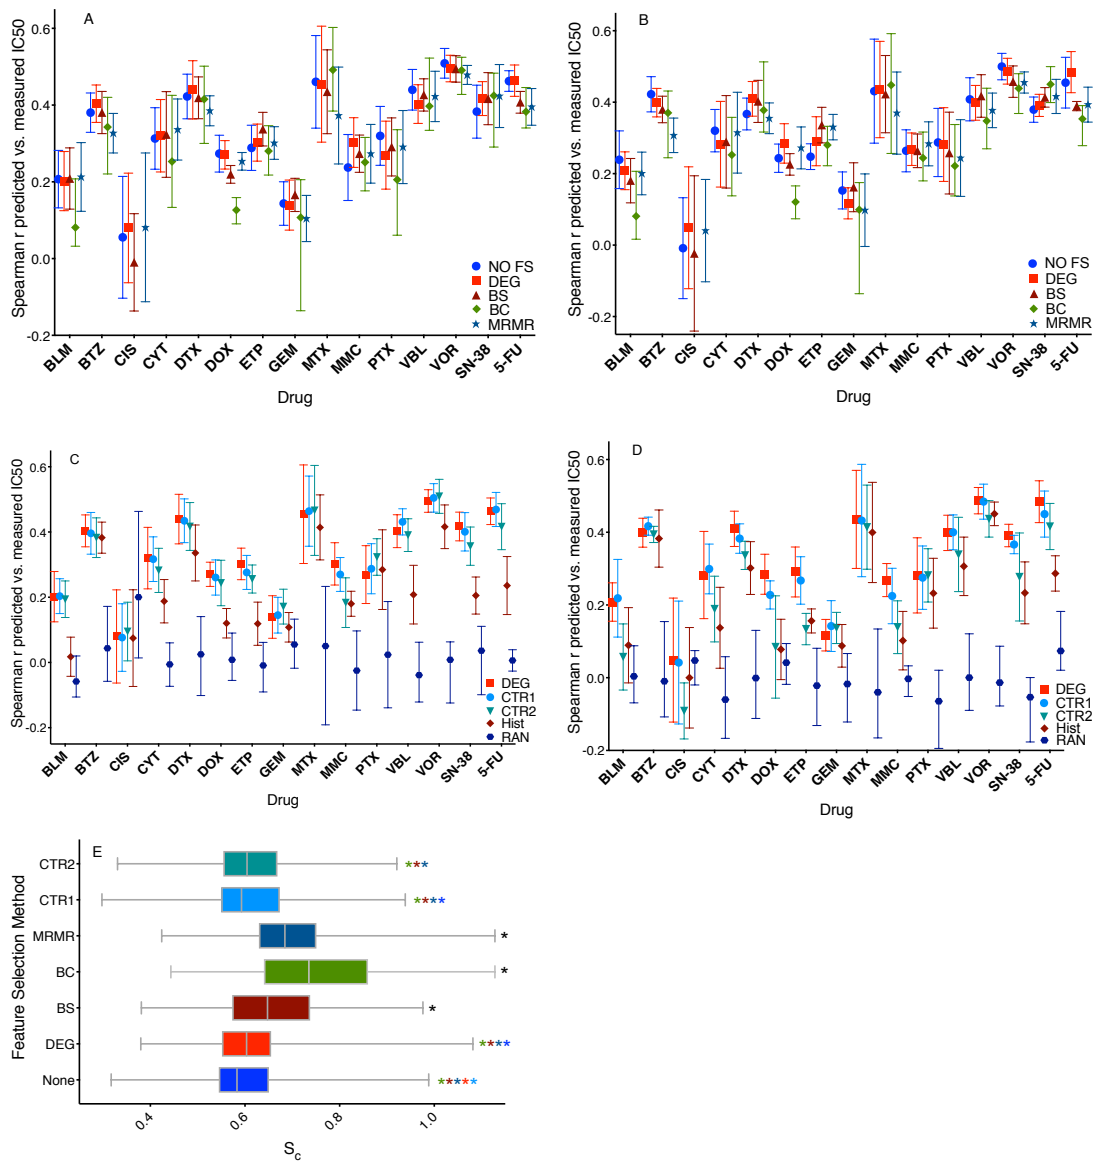 A
Spearman r predicted vs. measured IC50
0.6
0.4
0.2
0.0
-0.2
NO FS
DEG
BS
BC
MRMR
BLM BTZ CIS CYT DTX DOX ETP GEM MTX MMC PTX VBL VOR SN-38 5-FU
Drug
B
Spearman r predicted vs. measured IC50
0.6
0.4
0.2
0.0
-0.2
NO FS
DEG
BS
BC
MRMR
BLM BTZ CIS CYT DTX DOX ETP GEM MTX MMC PTX VBL VOR SN-38 5-FU
Drug
C
Spearman r predicted vs. measured IC50
0.6
0.4
0.2
0.0
-0.2
DEG
CTR1
CTR2
Hist
RAN
BLM BTZ CIS CYT DTX DOX ETP GEM MTX MMC PTX VBL VOR SN-38 5-FU
Drug
D
Spearman r predicted vs. measured IC50
0.6
0.4
0.2
0.0
-0.2
DEG
CTR1
CTR2
Hist
RAN
BLM BTZ CIS CYT DTX DOX ETP GEM MTX MMC PTX VBL VOR SN-38 5-FU
Drug
E
Feature Selection Method
CTR2 ***
CTR1 ****
MRMR *
BC *
BS *
DEG ****
None *****
0.4 0.6 0.8 1.0
Sc